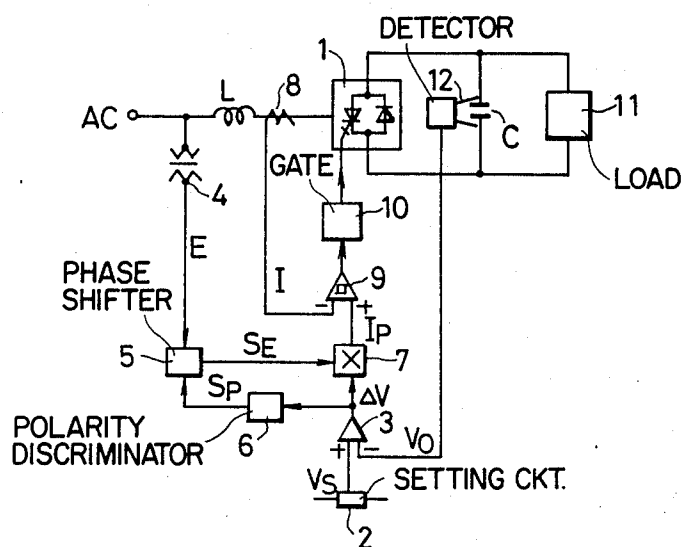 DETECTOR
1
12
8
L
AC
C
11
LOAD
GATE
4
10
E
I
9
PHASE
SHIFTER
IP
5
SE
7
SP
ΔV
3
POLARITY
DISCRIMINATOR
6
VO
VS
SETTING CKT.
2